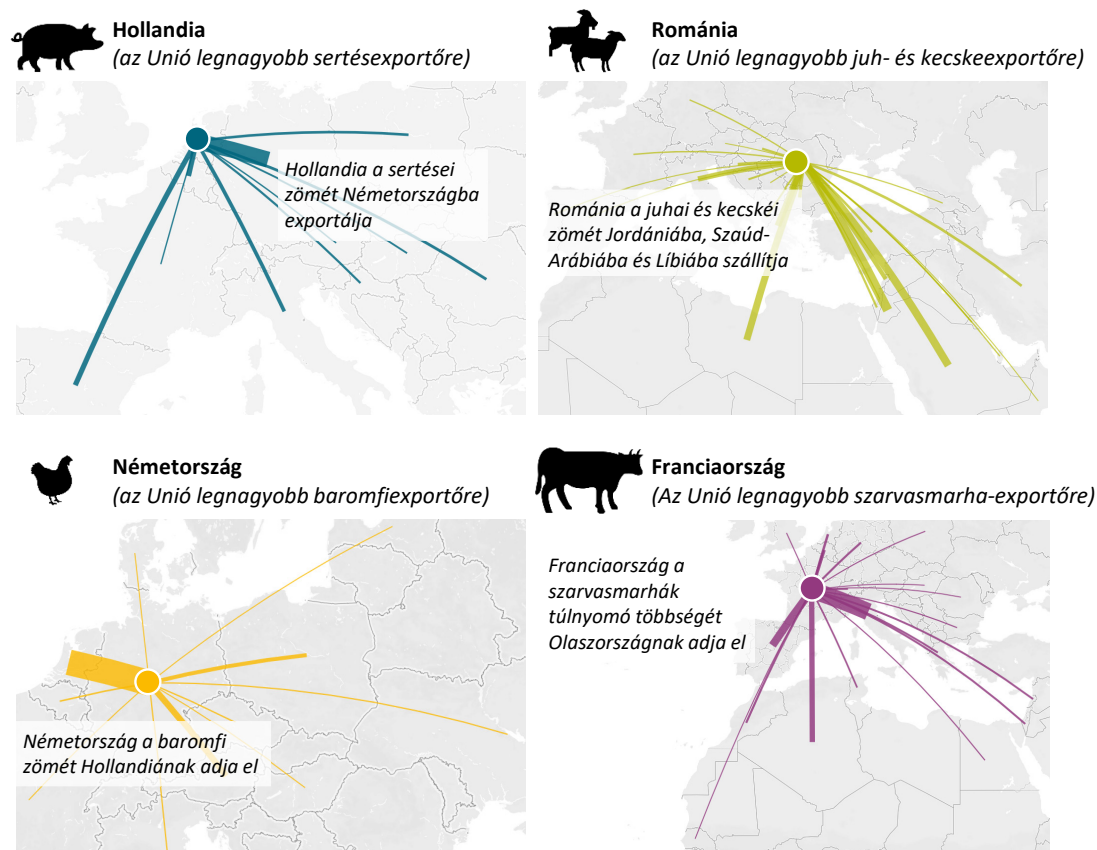 Hollandia
(az Unió legnagyobb sertésexportőre)
Hollandia a sertései
zömét Németországba
exportálja
Románia
(az Unió legnagyobb juh- és kecskeexportőre)
Románia a juhai és kecskéi
zömét Jordániába, Szaúd-
Arábiába és Líbiába szállítja
Németország
(az Unió legnagyobb baromfiexportőre)
Németország a baromfi
zömét Hollandiának adja el
Franciaország
(Az Unió legnagyobb szarvasmarha-exportőre)
Franciaország a
szarvasmarhák
túlnyomó többségét
Olaszországnak adja el